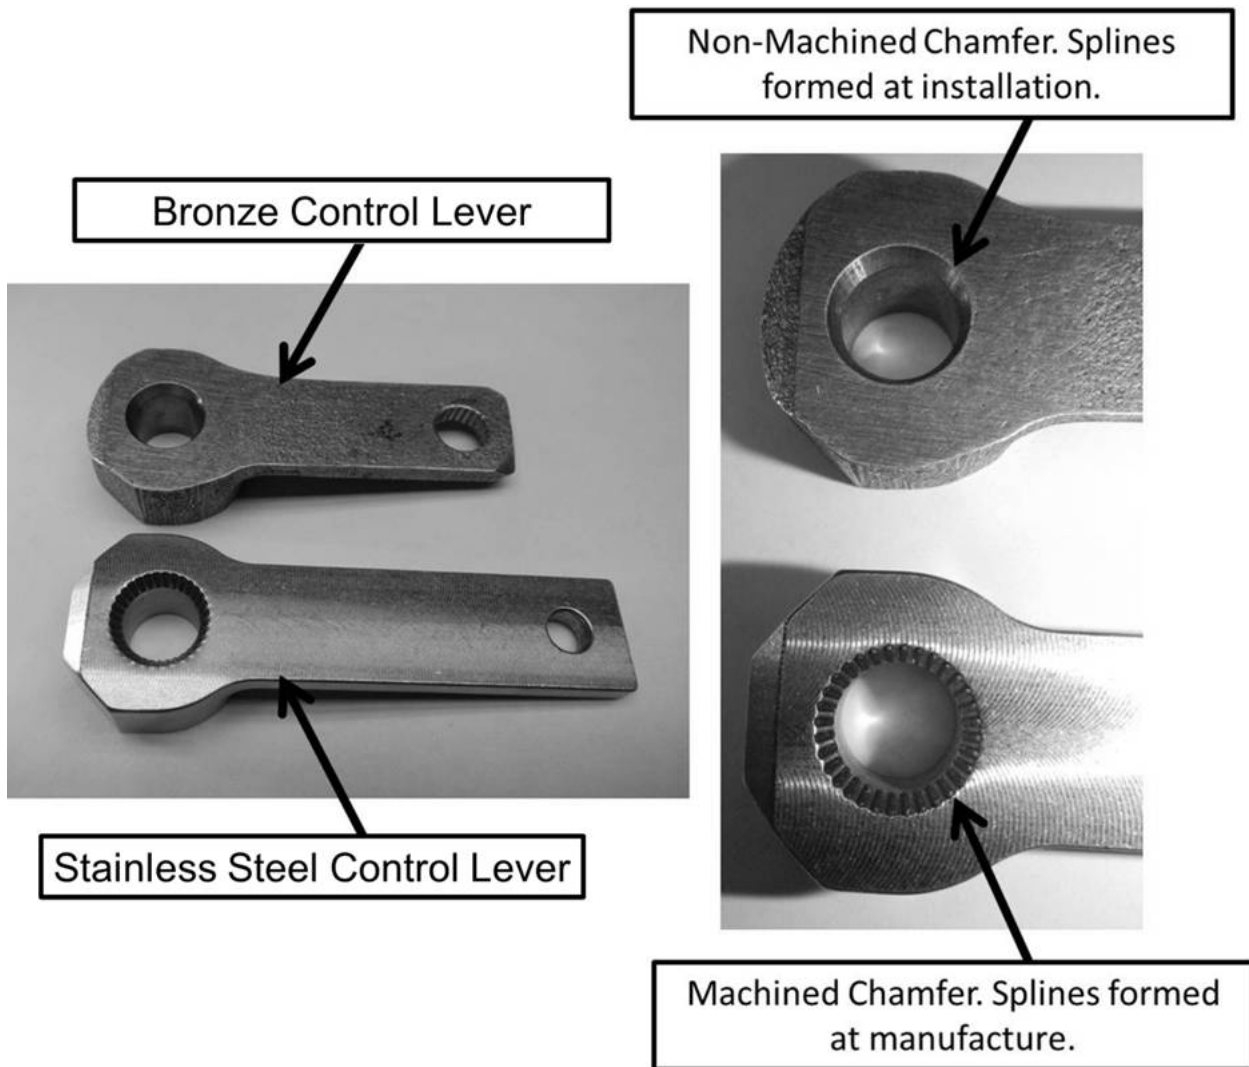 Non-Machined Chamfer. Splines
formed at installation.
Bronze Control Lever
Stainless Steel Control Lever
Machined Chamfer. Splines formed
at manufacture.